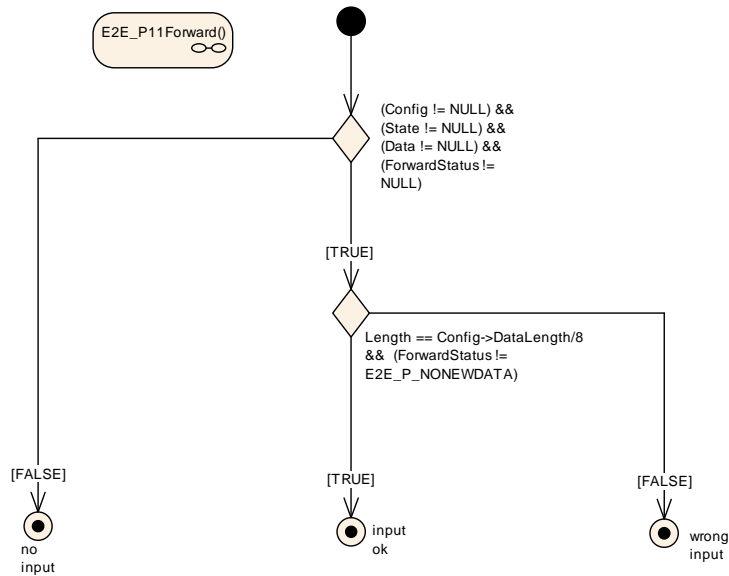 E2E_P11Forward()
(Config != NULL) &&
(State != NULL) &&
(Data != NULL) &&
(ForwardStatus !=
NULL)
[TRUE]
Length == Config->DataLength/8
&& (ForwardStatus !=
E2E_P_NONEWDATA)
[FALSE]
[TRUE]
[FALSE]
no
input
input
ok
wrong
input